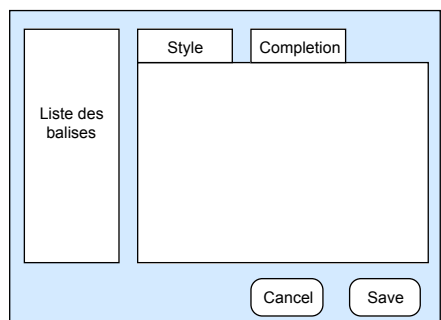 Style
Completion
Liste des
balises
Cancel
Save